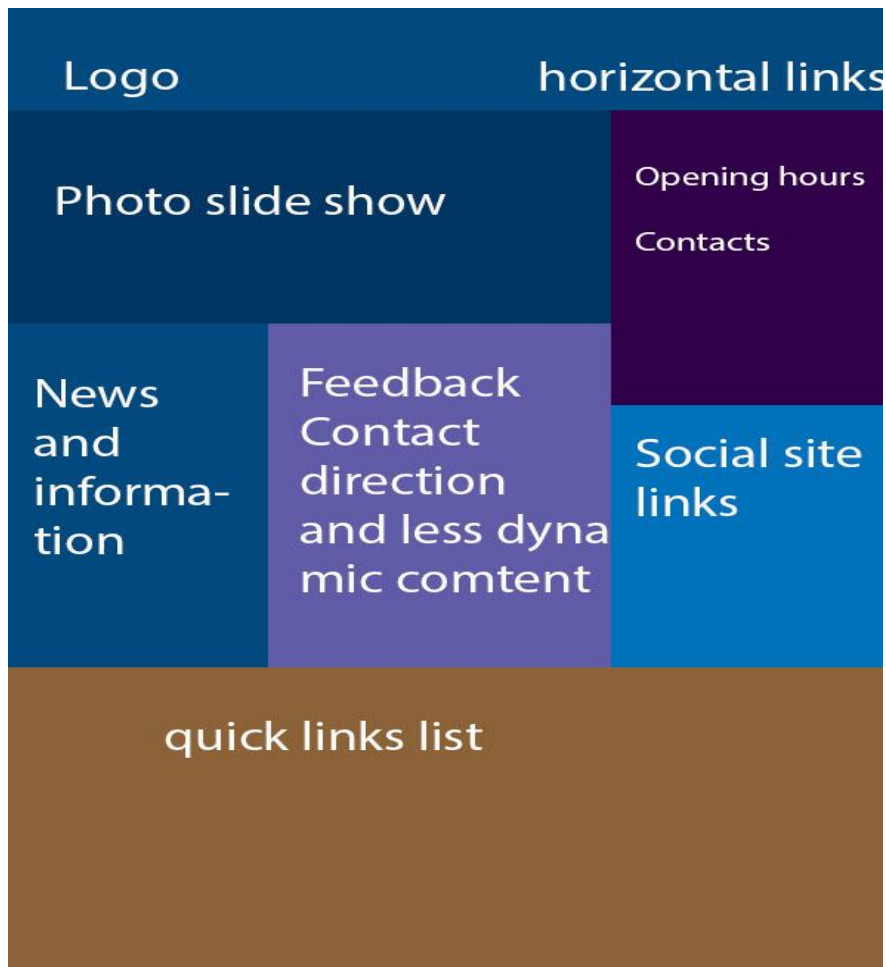 Logo
horizontal links
Photo slide show
Opening hours
Contacts
News
and
informa-
tion
Feedback
Contact
direction
and less dyna
mic comtent
Social site
links
quick links list